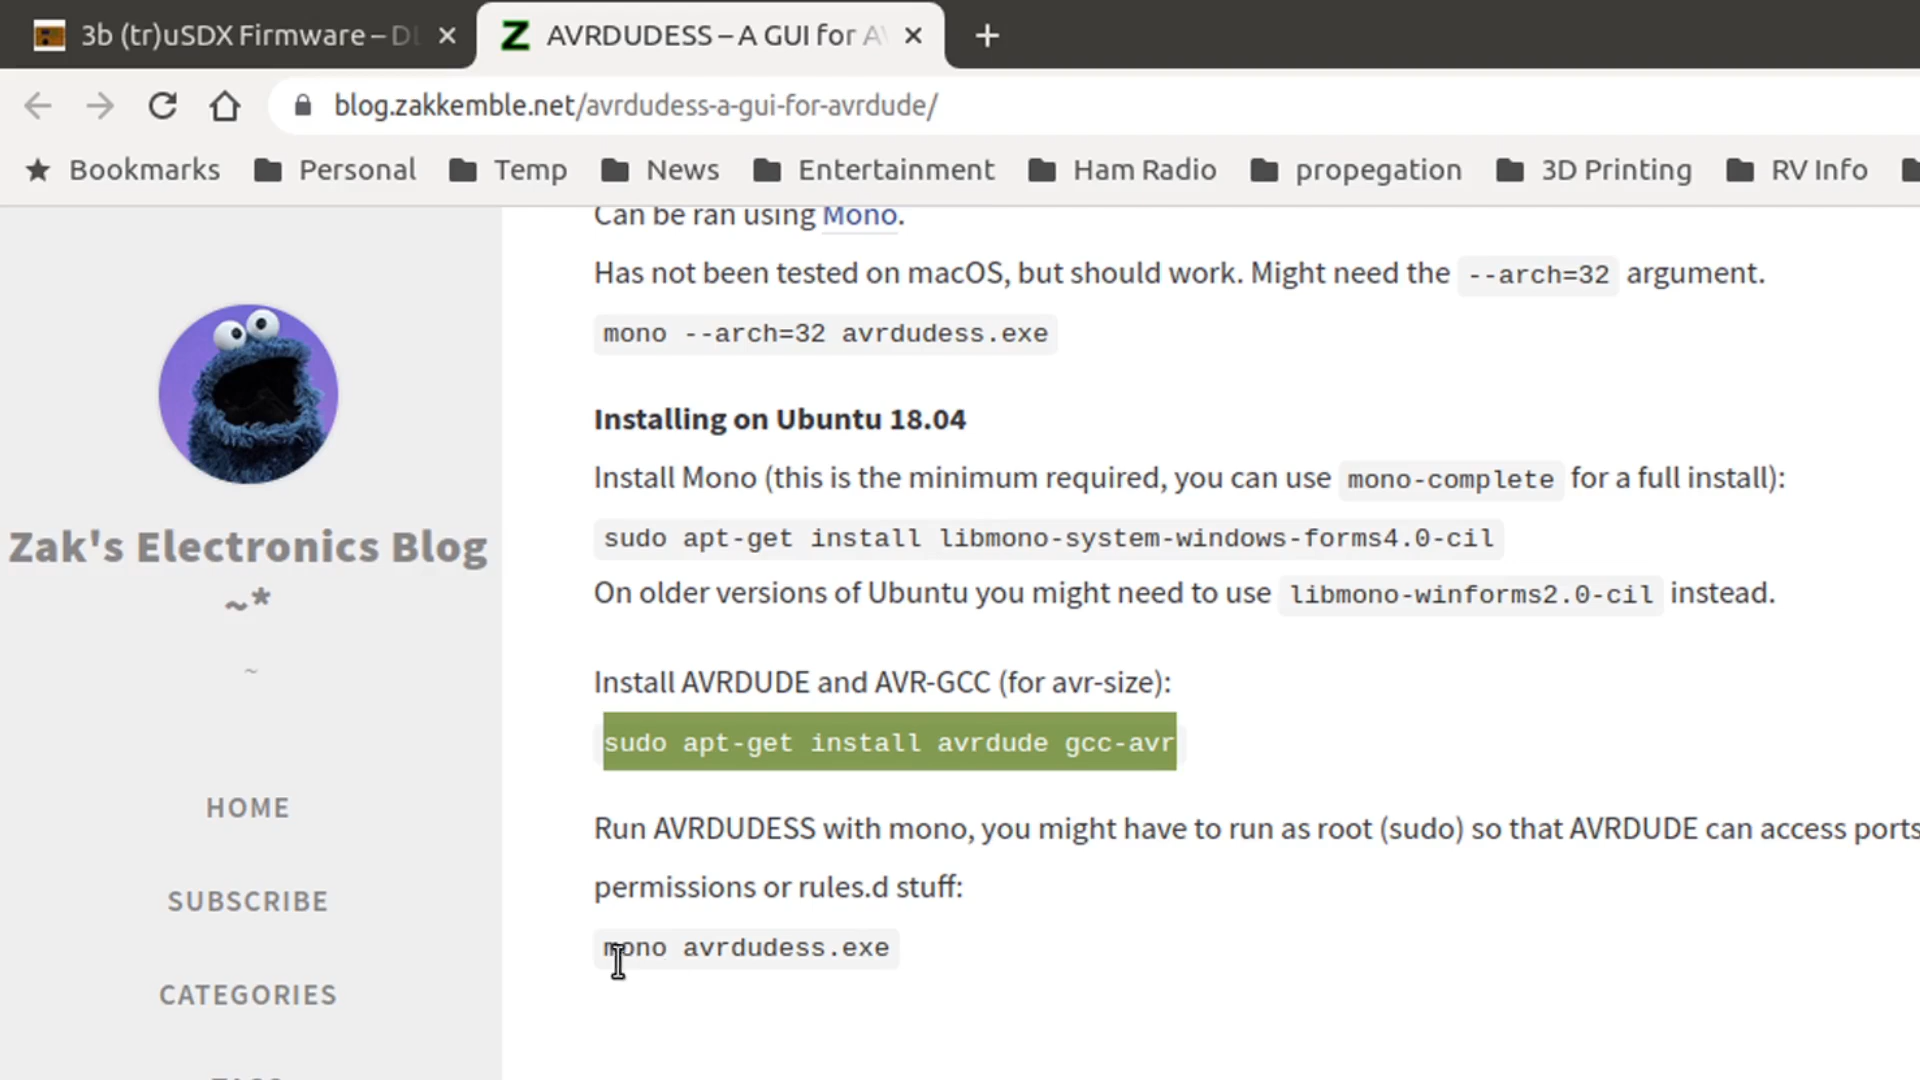 3b (tr)uSDX Firmware – DL
AVRDUDESS – A GUI for AV
blog.zakkemble.net/avrdudess-a-gui-for-avrdude/
Bookmarks Personal Temp News Entertainment Ham Radio propegation 3D Printing RV Info
Can be ran using Mono.
Has not been tested on macOS, but should work. Might need the --arch=32 argument.
mono --arch=32 avrdudess.exe
Installing on Ubuntu 18.04
Install Mono (this is the minimum required, you can use mono-complete for a full install):
sudo apt-get install libmono-system-windows-forms4.0-cil
On older versions of Ubuntu you might need to use libmono-winforms2.0-cil instead.
Install AVRDUDE and AVR-GCC (for avr-size):
sudo apt-get install avrdude gcc-avr
Run AVRDUDESS with mono, you might have to run as root (sudo) so that AVRDUDE can access ports
permissions or rules.d stuff:
mono avrdudess.exe
Zak's Electronics Blog
~*
~
HOME
SUBSCRIBE
CATEGORIES